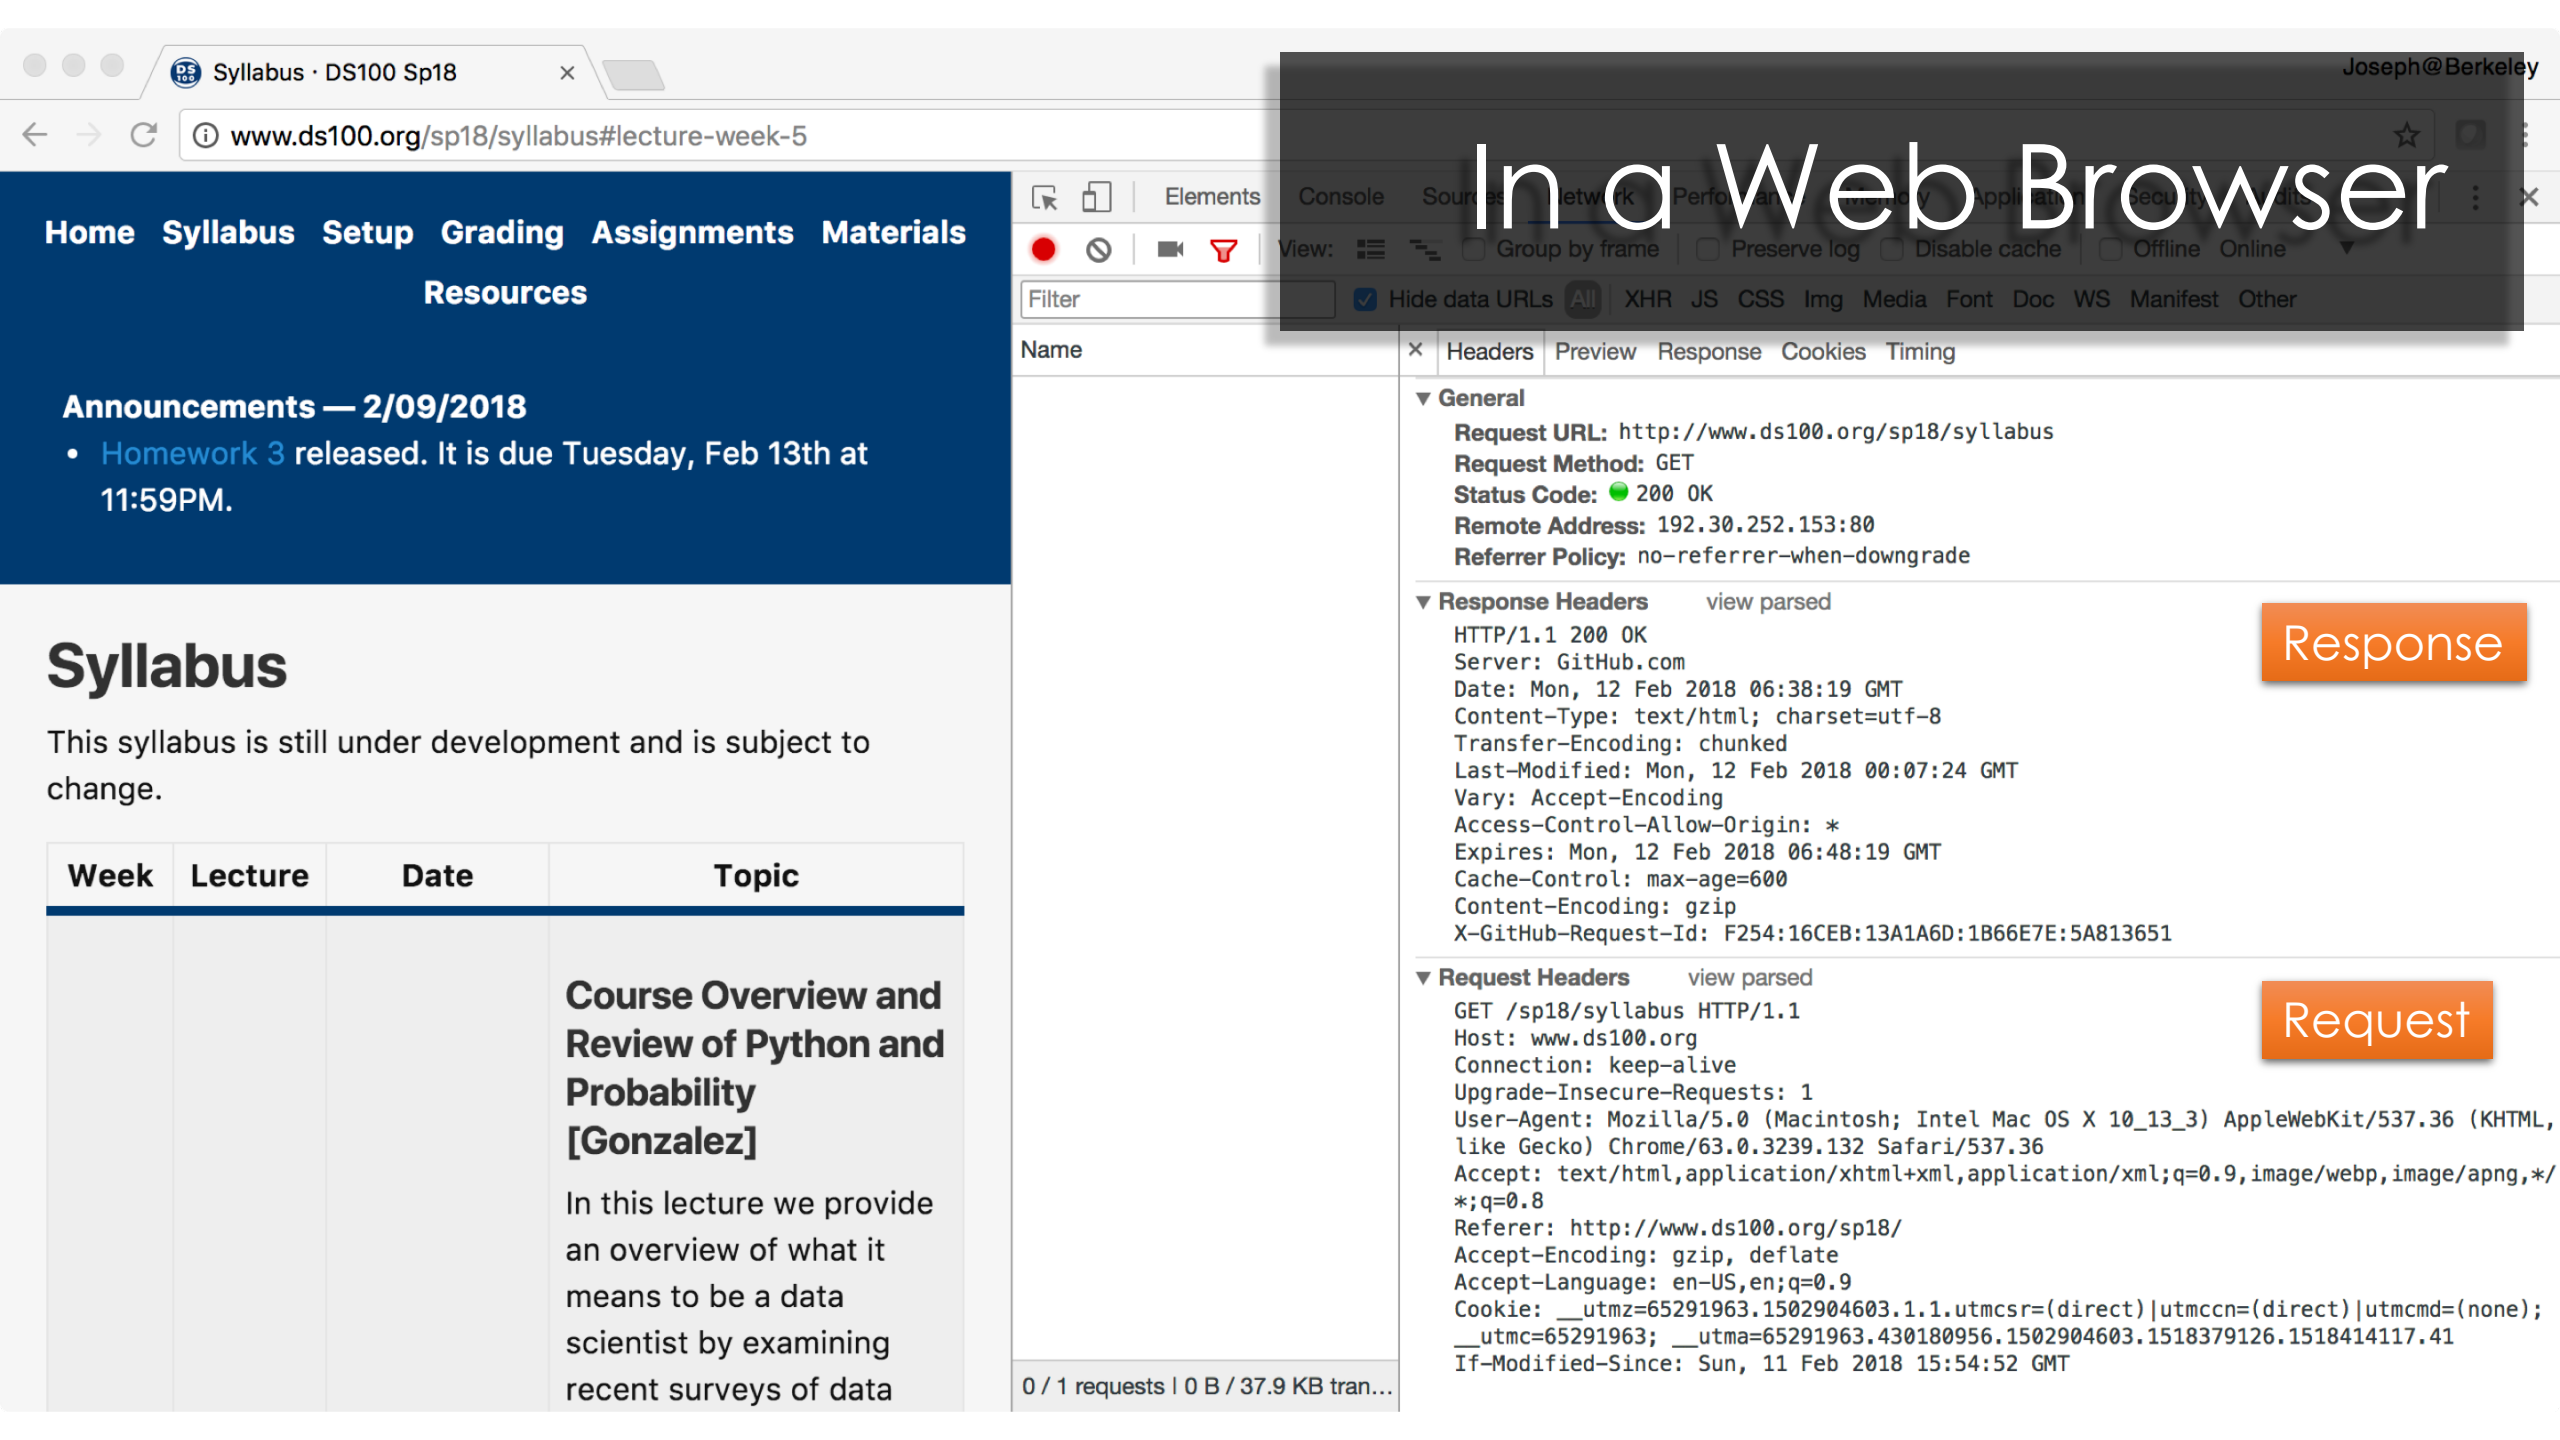 Syllabus · DS100 Sp18
Joseph@Berkeley
www.ds100.org/sp18/syllabus#lecture-week-5
In a Web Browser
Home Syllabus Setup Grading Assignments Materials
Resources
Announcements — 2/09/2018
• Homework 3 released. It is due Tuesday, Feb 13th at
11:59PM.
Syllabus
This syllabus is still under development and is subject to
change.
Week Lecture Date Topic
Course Overview and
Review of Python and
Probability
[Gonzalez]
In this lecture we provide
an overview of what it
means to be a data
scientist by examining
recent surveys of data
Elements Console Sources Network Performance Memory Application Security Audits
View: Group by frame Preserve log Disable cache Offline Online
Filter Hide data URLs All XHR JS CSS Img Media Font Doc WS Manifest Other
Name
0 / 1 requests | 0 B / 37.9 KB tran...
Headers Preview Response Cookies Timing
General
Request URL: http://www.ds100.org/sp18/syllabus
Request Method: GET
Status Code: 200 OK
Remote Address: 192.30.252.153:80
Referrer Policy: no-referrer-when-downgrade
Response Headers view parsed
Response
HTTP/1.1 200 OK
Server: GitHub.com
Date: Mon, 12 Feb 2018 06:38:19 GMT
Content-Type: text/html; charset=utf-8
Transfer-Encoding: chunked
Last-Modified: Mon, 12 Feb 2018 00:07:24 GMT
Vary: Accept-Encoding
Access-Control-Allow-Origin: *
Expires: Mon, 12 Feb 2018 06:48:19 GMT
Cache-Control: max-age=600
Content-Encoding: gzip
X-GitHub-Request-Id: F254:16CEB:13A1A6D:1B66E7E:5A813651
Request Headers view parsed
Request
GET /sp18/syllabus HTTP/1.1
Host: www.ds100.org
Connection: keep-alive
Upgrade-Insecure-Requests: 1
User-Agent: Mozilla/5.0 (Macintosh; Intel Mac OS X 10_13_3) AppleWebKit/537.36 (KHTML,
like Gecko) Chrome/63.0.3239.132 Safari/537.36
Accept: text/html,application/xhtml+xml,application/xml;q=0.9,image/webp,image/apng,*/
*;q=0.8
Referer: http://www.ds100.org/sp18/
Accept-Encoding: gzip, deflate
Accept-Language: en-US,en;q=0.9
Cookie: __utmz=65291963.1502904603.1.1.utmcsr=(direct)|utmccn=(direct)|utmcmd=(none);
__utmc=65291963; __utma=65291963.430180956.1502904603.1518379126.1518414117.41
If-Modified-Since: Sun, 11 Feb 2018 15:54:52 GMT